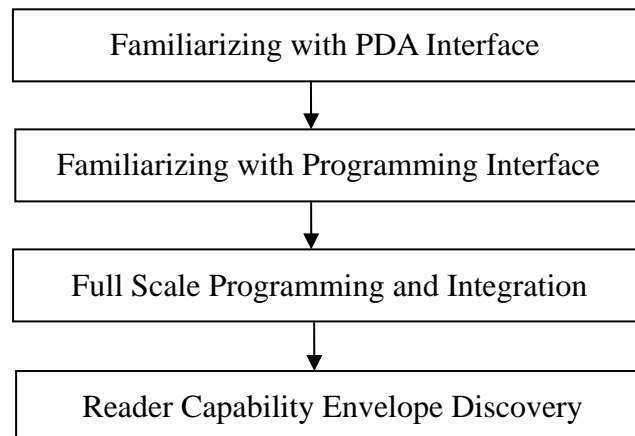 Familiarizing with PDA Interface
Familiarizing with Programming Interface
Full Scale Programming and Integration
Reader Capability Envelope Discovery